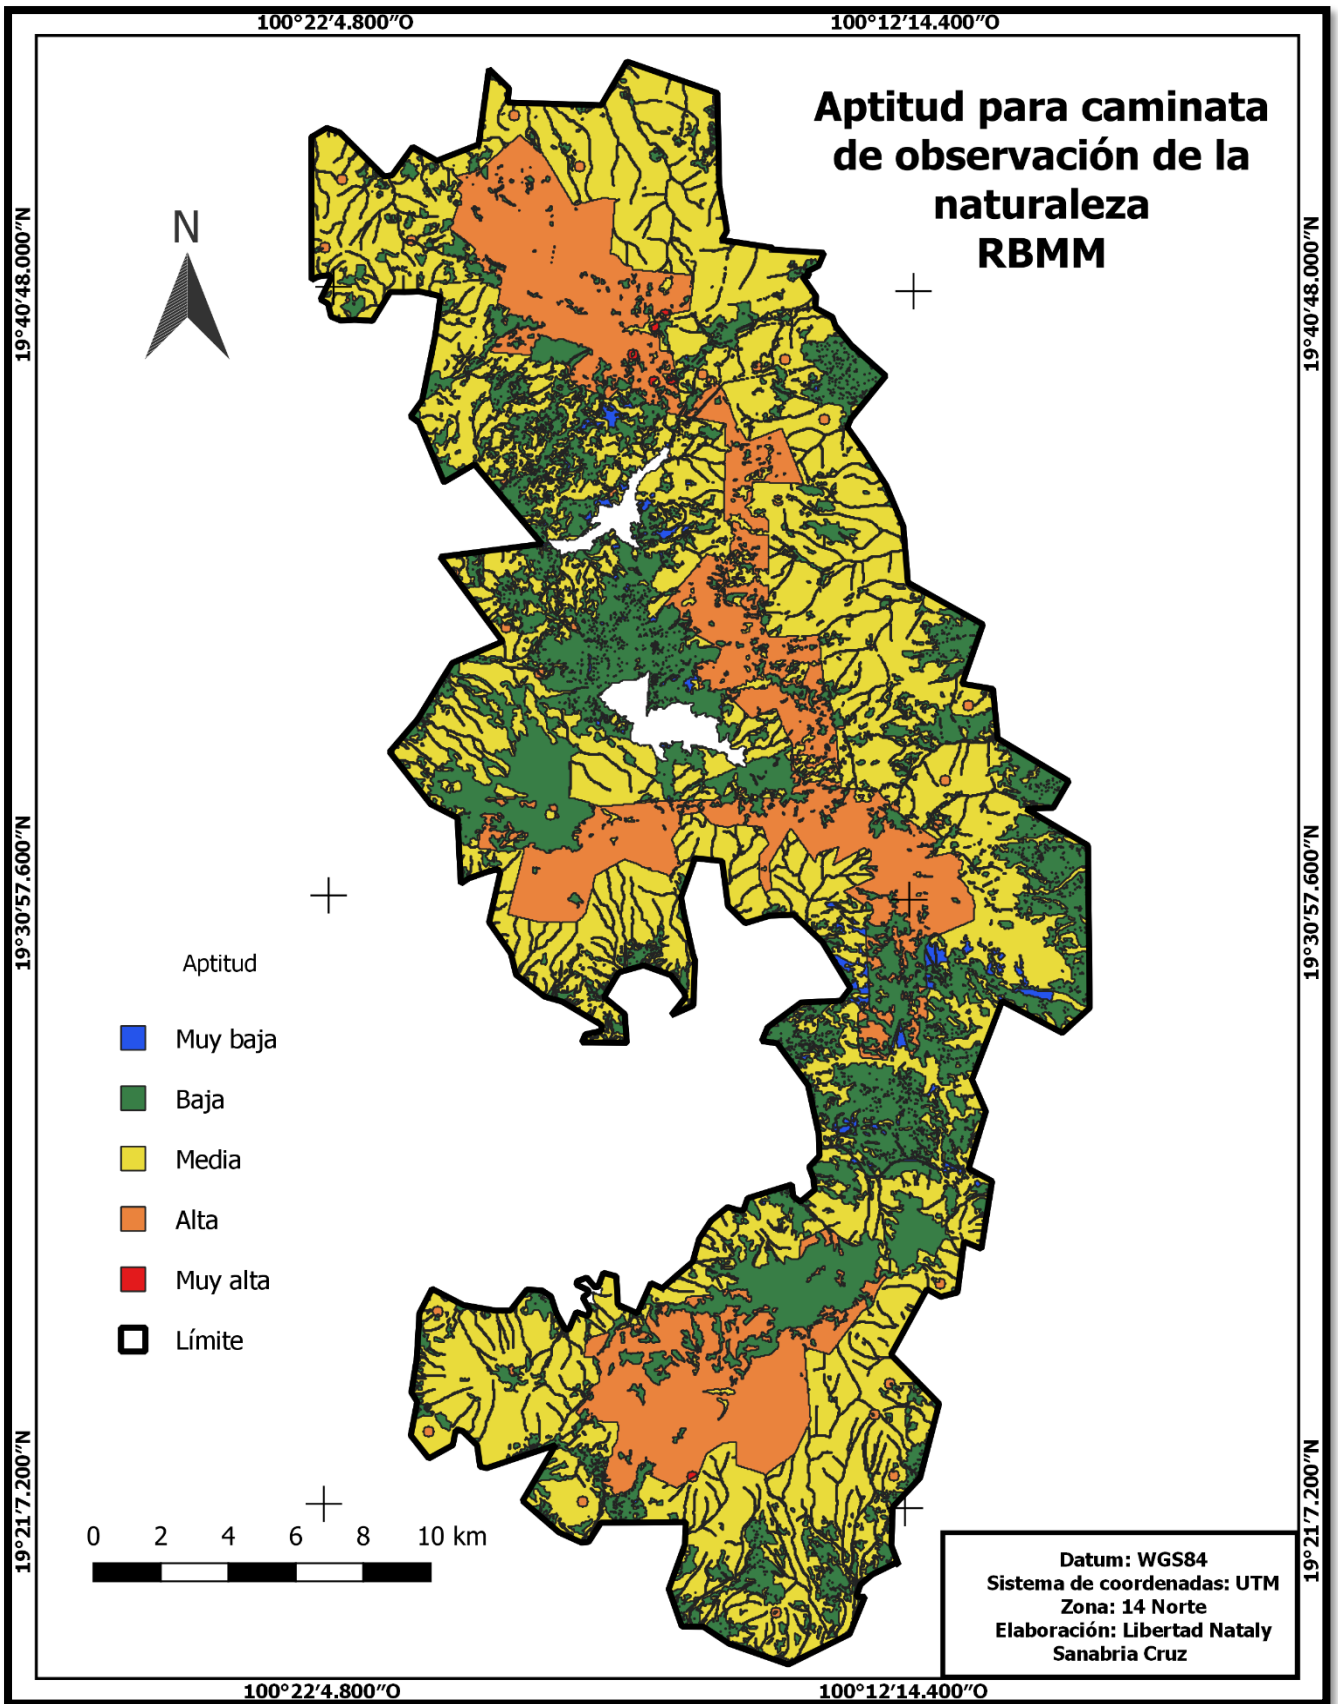 100°22′4.800″O
100°12′14.400″O
Aptitud para caminata
de observación de la
naturaleza
RBMM
N
19°40′48.000″N
19°40′48.000″N
19°30′57.600″N
19°30′57.600″N
Aptitud
Muy baja
Baja
Media
Alta
Muy alta
Límite
19°21′7.200″N
19°21′7.200″N
0 2 4 6 8 10 km
Datum: WGS84
Sistema de coordenadas: UTM
Zona: 14 Norte
Elaboración: Libertad Nataly
Sanabria Cruz
100°22′4.800″O
100°12′14.400″O